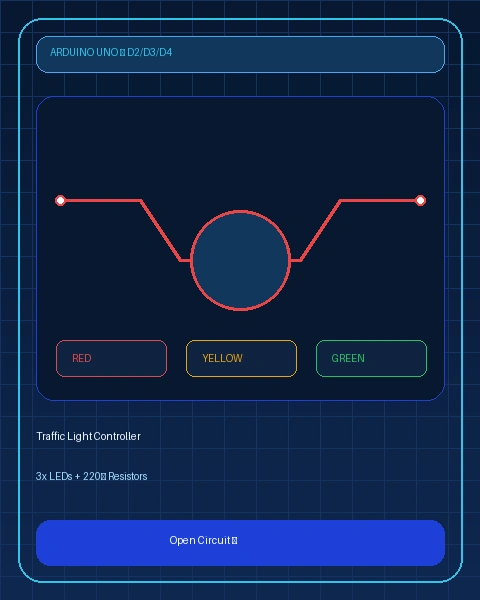 ARDUINO UNO▯ D2/D3/D4
RED
YELLOW
GREEN
Traffic Light Controller
3x LEDs + 220▯ Resistors
Open Circuit▯